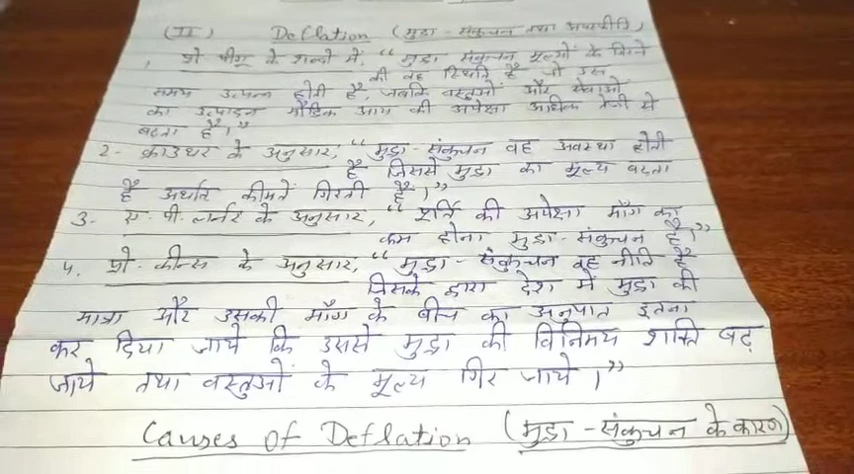 (II) Deflation (मुद्रा-संकुचन तथा अपस्फीति)
1. प्रो. पीगू के शब्दों में, “मुद्रा संकुचन मूल्यों के गिरने
की वह स्थिति है जो उस
समय उत्पन्न होती है, जबकि वस्तुओं और सेवाओं
का उत्पादन मौद्रिक आय की अपेक्षा अधिक तेजी से
बढ़ता है।”
2- क्राउथर के अनुसार, “मुद्रा-संकुचन वह अवस्था होती
है जिससे मुद्रा का मूल्य बढ़ता
है अर्थात कीमतें गिरती हैं।”
3. ए. पी. लर्नर के अनुसार, “र्शति की अपेक्षा माँग का
कम होना मुद्रा-संकुचन है।”
4. प्रो. कीन्स के अनुसार, “मुद्रा-संकुचन वह नीति है
जिसके द्वारा देश में मुद्रा की
मात्रा और उसकी माँग के बीच का अनुपात इतना
कर दिया जाये कि उससे मुद्रा की विनिमय शक्ति बढ़
जाये तथा वस्तुओं के मूल्य गिर जाये।”
Causes of Deflation (मुद्रा-संकुचन के कारण)